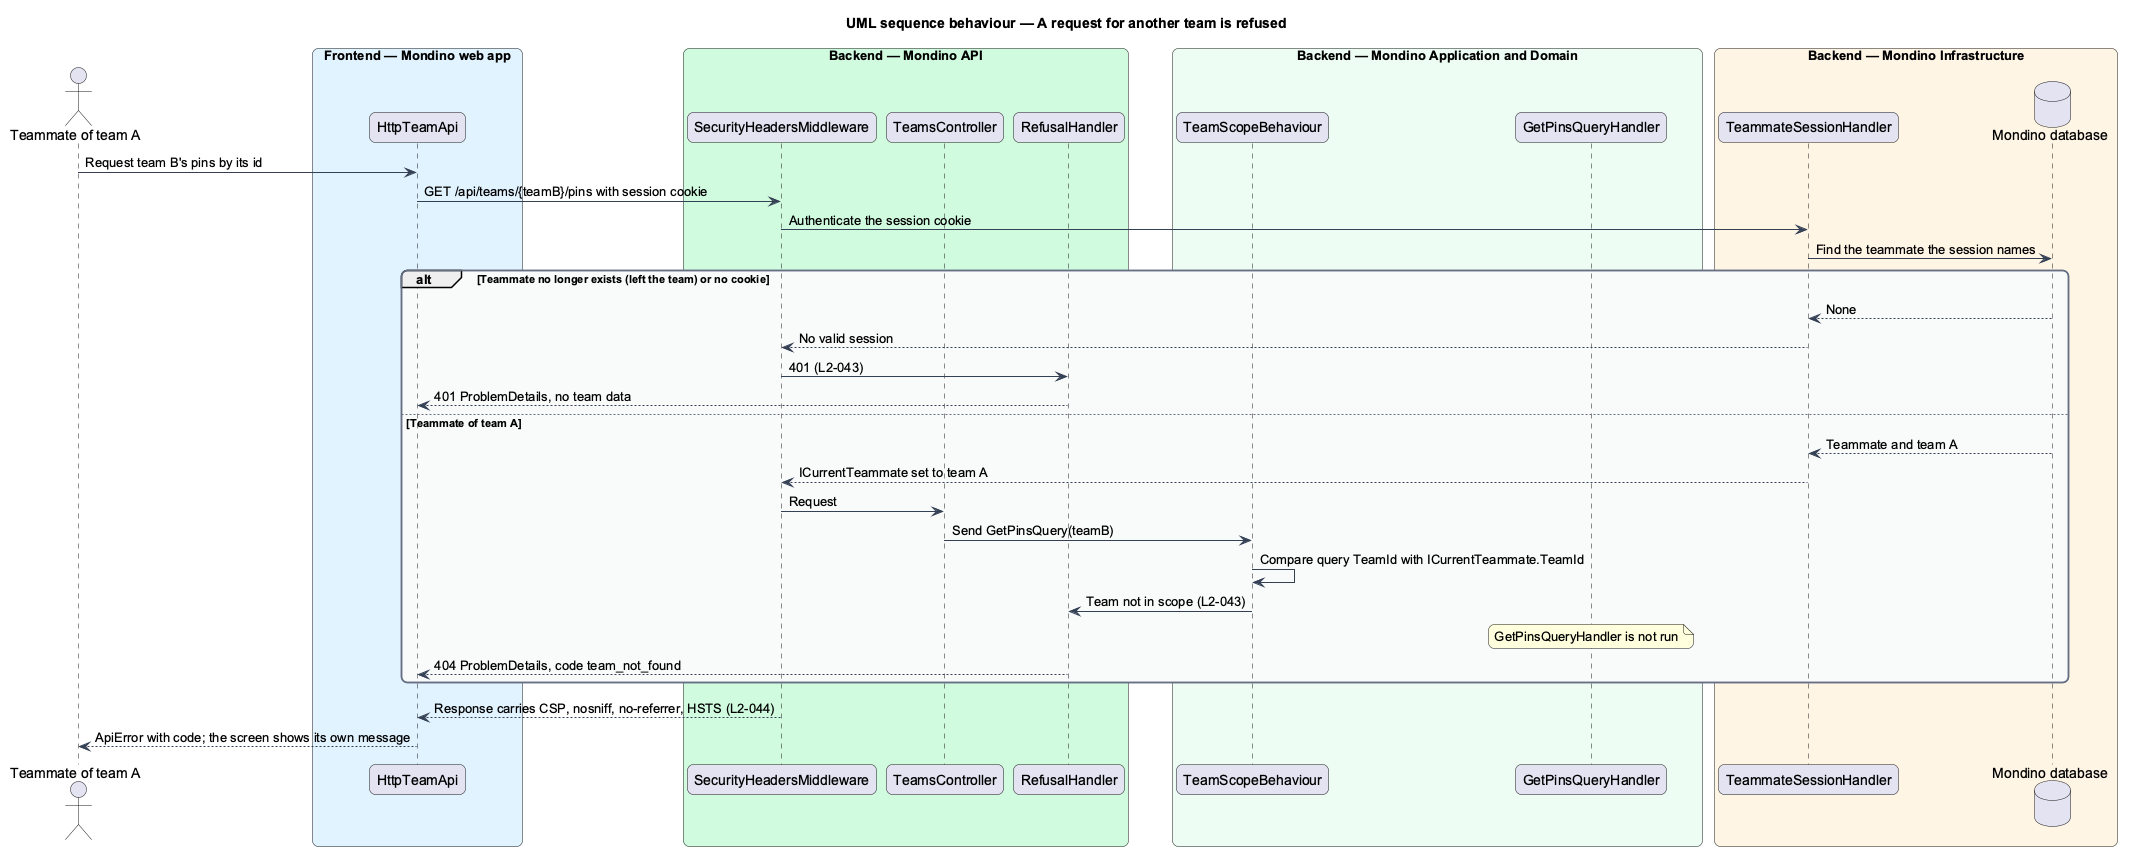 UML sequence behaviour — A request for another team is refused
Frontend — Mondino web app
Backend — Mondino API
Backend — Mondino Application and Domain
Backend — Mondino Infrastructure
Teammate of team A
HttpTeamApi
SecurityHeadersMiddleware
TeamsController
RefusalHandler
TeamScopeBehaviour
GetPinsQueryHandler
TeammateSessionHandler
Mondino database
Request team B's pins by its id
GET /api/teams/{teamB}/pins with session cookie
Authenticate the session cookie
Find the teammate the session names
alt
[Teammate no longer exists (left the team) or no cookie]
None
No valid session
401 (L2-043)
401 ProblemDetails, no team data
[Teammate of team A]
Teammate and team A
ICurrentTeammate set to team A
Request
Send GetPinsQuery(teamB)
Compare query TeamId with ICurrentTeammate.TeamId
Team not in scope (L2-043)
GetPinsQueryHandler is not run
404 ProblemDetails, code team_not_found
Response carries CSP, nosniff, no-referrer, HSTS (L2-044)
ApiError with code; the screen shows its own message
Teammate of team A
HttpTeamApi
SecurityHeadersMiddleware
TeamsController
RefusalHandler
TeamScopeBehaviour
GetPinsQueryHandler
TeammateSessionHandler
Mondino database